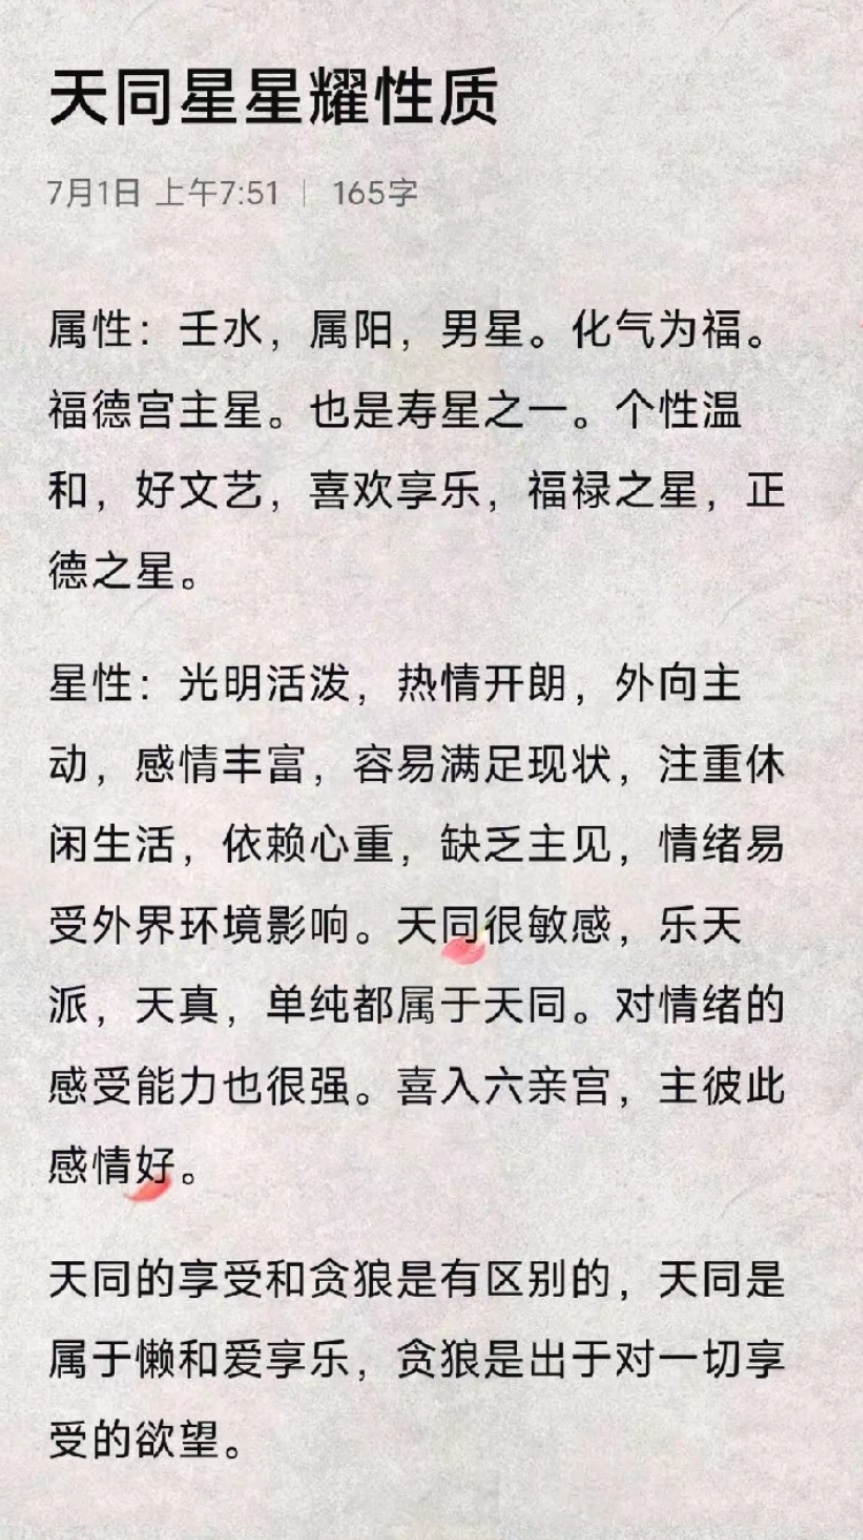 天同星星耀性质
7月1日 上午7:51 | 165字
属性：壬水，属阳，男星。化气为福。
福德宫主星。也是寿星之一。个性温
和，好文艺，喜欢享乐，福禄之星，正
德之星。
星性：光明活泼，热情开朗，外向主
动，感情丰富，容易满足现状，注重休
闲生活，依赖心重，缺乏主见，情绪易
受外界环境影响。天同很敏感，乐天
派，天真，单纯都属于天同。对情绪的
感受能力也很强。喜入六亲宫，主彼此
感情好。
天同的享受和贪狼是有区别的，天同是
属于懒和爱享乐，贪狼是出于对一切享
受的欲望。